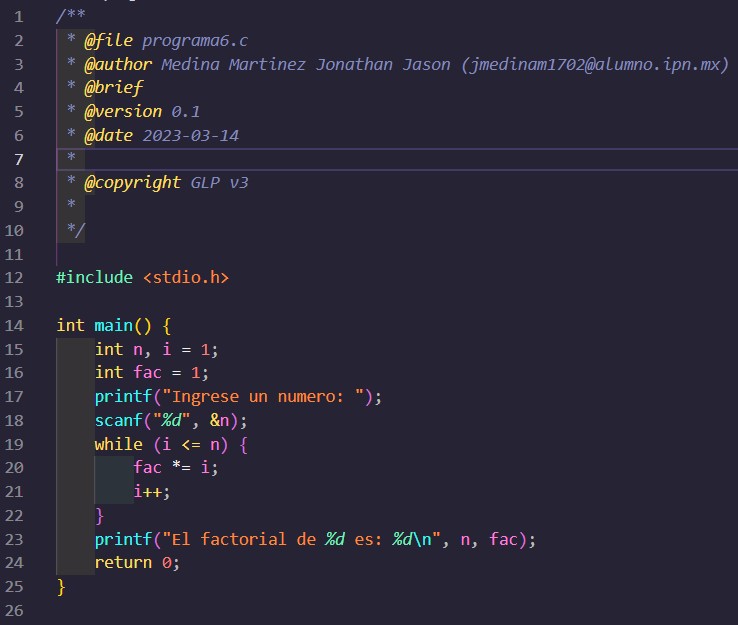 1 /**
2 * @file programa6.c
3 * @author Medina Martinez Jonathan Jason (jmedinam1702@alumno.ipn.mx)
4 * @brief
5 * @version 0.1
6 * @date 2023-03-14
7 *
8 * @copyright GLP v3
9 *
10 */
11
12 #include <stdio.h>
13
14 int main() {
15 int n, i = 1;
16 int fac = 1;
17 printf("Ingrese un numero: ");
18 scanf("%d", &n);
19 while (i <= n) {
20 fac *= i;
21 i++;
22 }
23 printf("El factorial de %d es: %d\n", n, fac);
24 return 0;
25 }
26